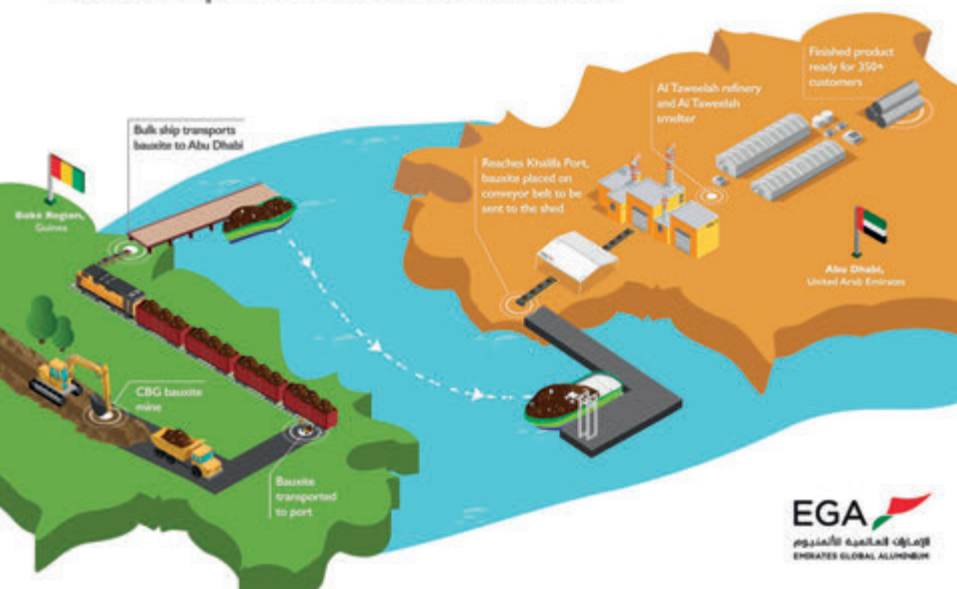 Bulk ship transports
bauxite to Abu Dhabi
Boké Region,
Guinea
CBG bauxite
mine
Bauxite
transported
to port
Reaches Khalifa Port,
bauxite placed on
conveyor belt to be
sent to the shed
Al Taweelah refinery
and Al Taweelah
smelter
Finished product
ready for 350+
customers
Abu Dhabi,
United Arab Emirates
EGA
الإمارات العالمية للألمنيوم
EMIRATES GLOBAL ALUMINIUM